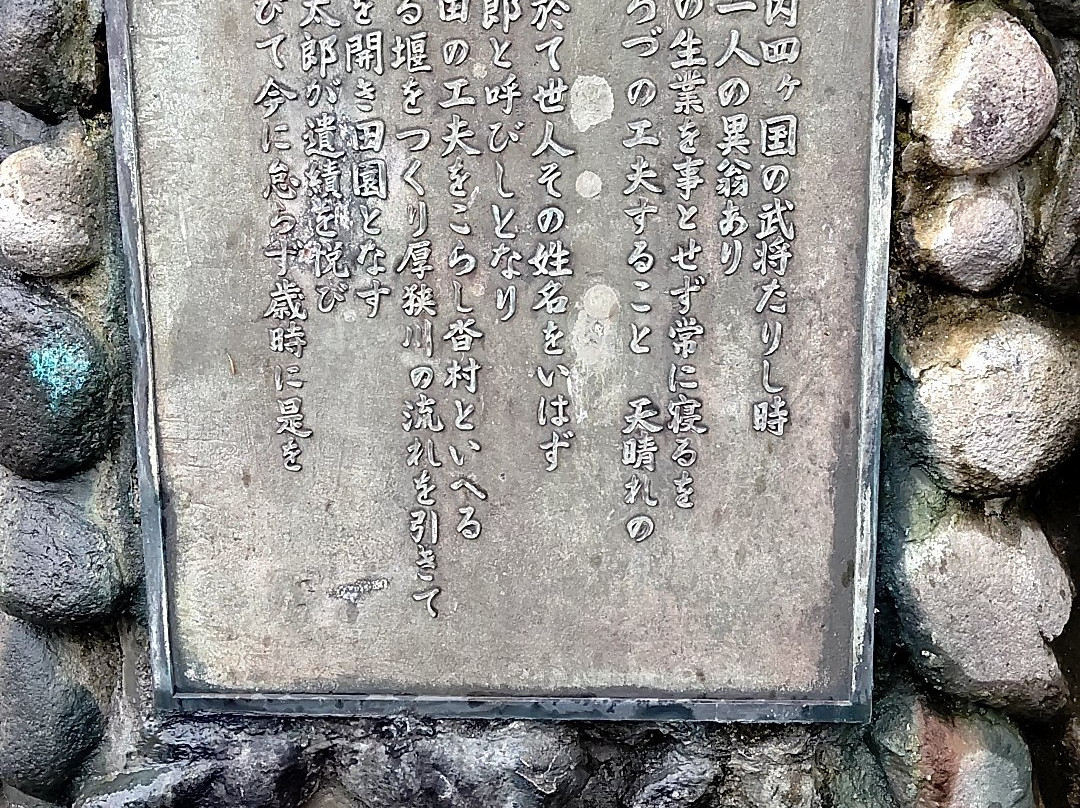 内四ヶ国の武将たりし時
一人の異翁あり
の生業を事とせず常に寝るを
づの工夫すること 天晴れの
於て世人その姓名をいはず
郎と呼びしとなり
田の工夫をこらし沓村といへる
る堰をつくり厚狭川の流れを引きて
を開き田園となす
太郎が遺績を悦び
びて今に怠らず歳時に是を